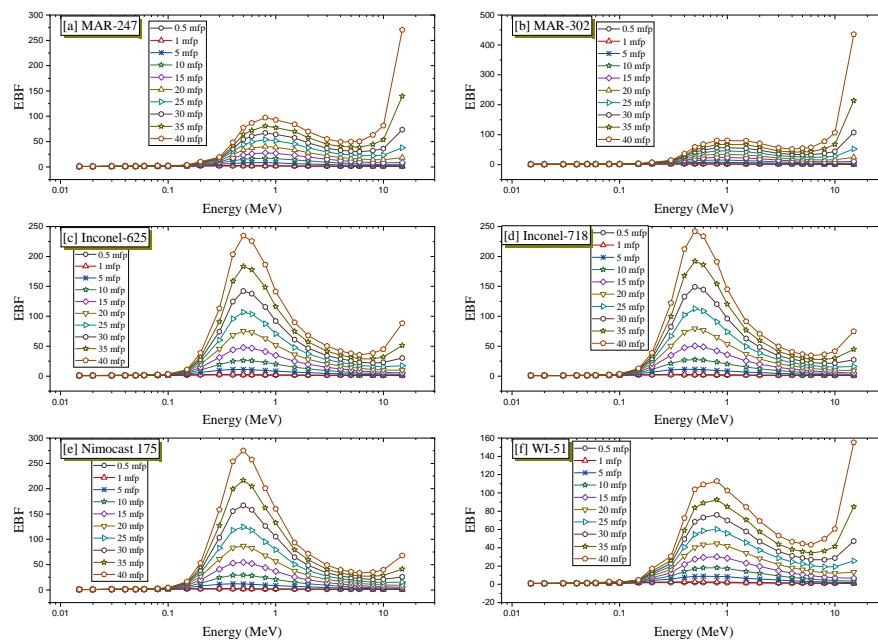 [a] MAR-247
0.5 mfp
1 mfp
5 mfp
10 mfp
15 mfp
20 mfp
25 mfp
30 mfp
35 mfp
40 mfp
EBF
300
250
200
150
100
50
0
0.01
0.1
1
10
Energy (MeV)
[b] MAR-302
0.5 mfp
1 mfp
5 mfp
10 mfp
15 mfp
20 mfp
25 mfp
30 mfp
35 mfp
40 mfp
EBF
500
400
300
200
100
0
0.01
0.1
1
10
Energy (MeV)
[c] Inconel-625
0.5 mfp
1 mfp
5 mfp
10 mfp
15 mfp
20 mfp
25 mfp
30 mfp
35 mfp
40 mfp
EBF
250
200
150
100
50
0
0.01
0.1
1
10
Energy (MeV)
[d] Inconel-718
0.5 mfp
1 mfp
5 mfp
10 mfp
15 mfp
20 mfp
25 mfp
30 mfp
35 mfp
40 mfp
EBF
250
200
150
100
50
0
0.01
0.1
1
10
Energy (MeV)
[e] Nimocast 175
0.5 mfp
1 mfp
5 mfp
10 mfp
15 mfp
20 mfp
25 mfp
30 mfp
35 mfp
40 mfp
EBF
300
250
200
150
100
50
0
0.01
0.1
1
10
Energy (MeV)
[f] WI-51
0.5 mfp
1 mfp
5 mfp
10 mfp
15 mfp
20 mfp
25 mfp
30 mfp
35 mfp
40 mfp
EBF
160
140
120
100
80
60
40
20
0
-20
0.01
0.1
1
10
Energy (MeV)